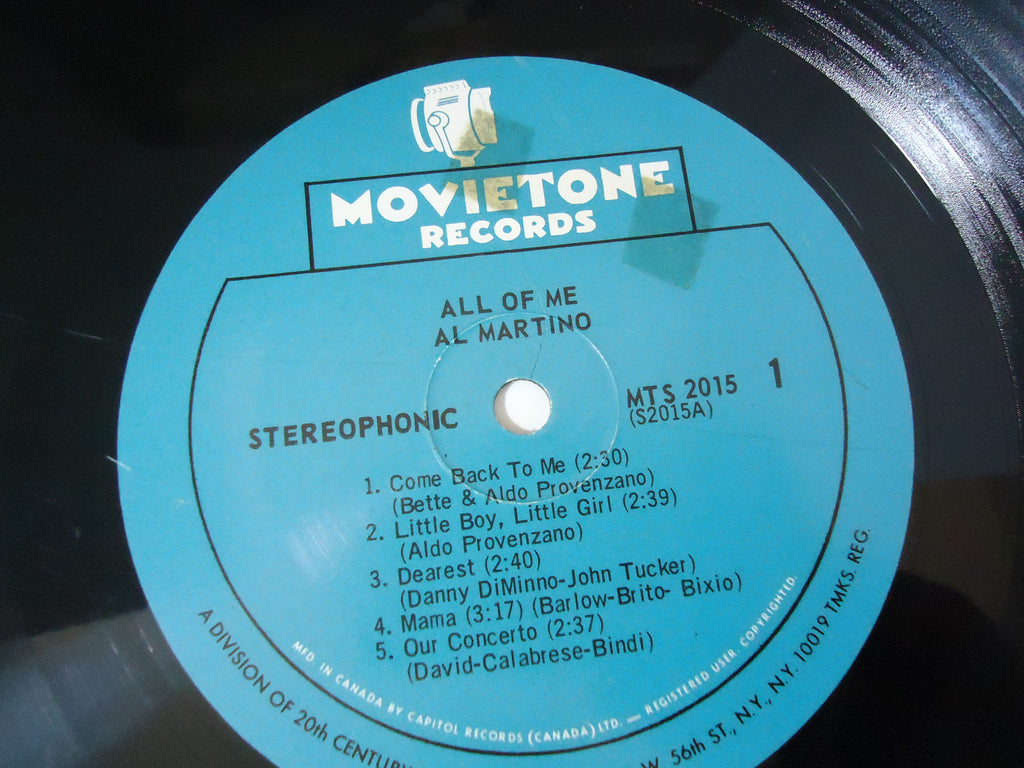 MOVIETONE
RECORDS
ALL OF ME
AL MARTINO
STEREOPHONIC
MTS 2015
(S2015A)
1
1. Come Back To Me (2:30)
(Bette & Aldo Provenzano)
2. Little Boy, Little Girl (2:39)
(Aldo Provenzano)
3. Dearest (2:40)
(Danny DiMinno-John Tucker)
4. Mama (3:17) (Barlow-Brito- Bixio)
5. Our Concerto (2:37)
(David-Calabrese-Bindi)
MFD IN CANADA BY CAPITOL RECORDS (CANADA) LTD. — REGISTERED USER. COPYRIGHTED.
A DIVISION OF 20th CENTURY W. 56th ST., N.Y., N.Y. 10019 TMKS. REG.